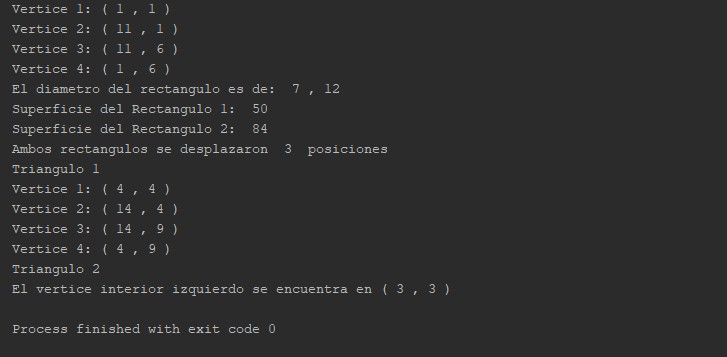 Vertice 1: ( 1 , 1 )
Vertice 2: ( 11 , 1 )
Vertice 3: ( 11 , 6 )
Vertice 4: ( 1 , 6 )
El diametro del rectangulo es de:  7 , 12
Superficie del Rectangulo 1:  50
Superficie del Rectangulo 2:  84
Ambos rectangulos se desplazaron  3  posiciones
Triangulo 1
Vertice 1: ( 4 , 4 )
Vertice 2: ( 14 , 4 )
Vertice 3: ( 14 , 9 )
Vertice 4: ( 4 , 9 )
Triangulo 2
El vertice interior izquierdo se encuentra en ( 3 , 3 )
Process finished with exit code 0